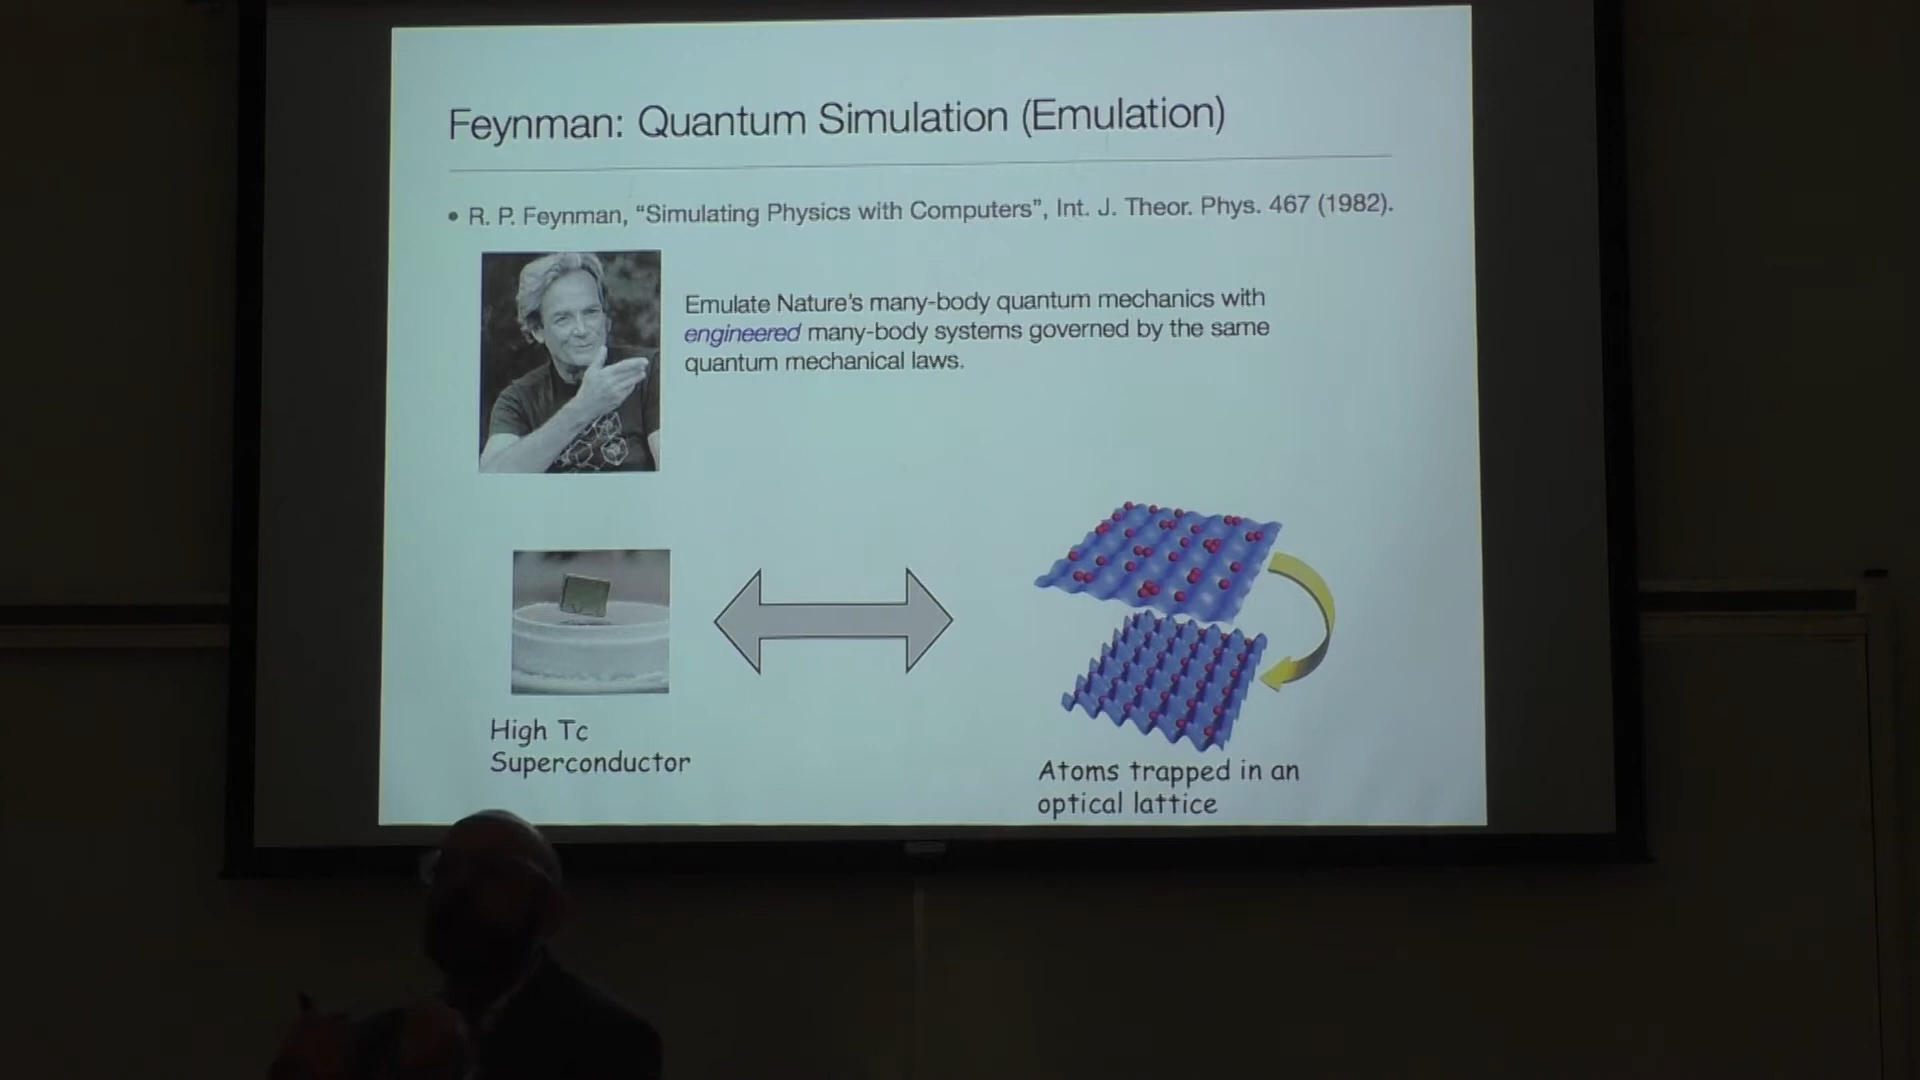 Feynman: Quantum Simulation (Emulation)
• R. P. Feynman, “Simulating Physics with Computers”, Int. J. Theor. Phys. 467 (1982).
Emulate Nature's many-body quantum mechanics with
engineered many-body systems governed by the same
quantum mechanical laws.
High Tc
Superconductor
Atoms trapped in an
optical lattice